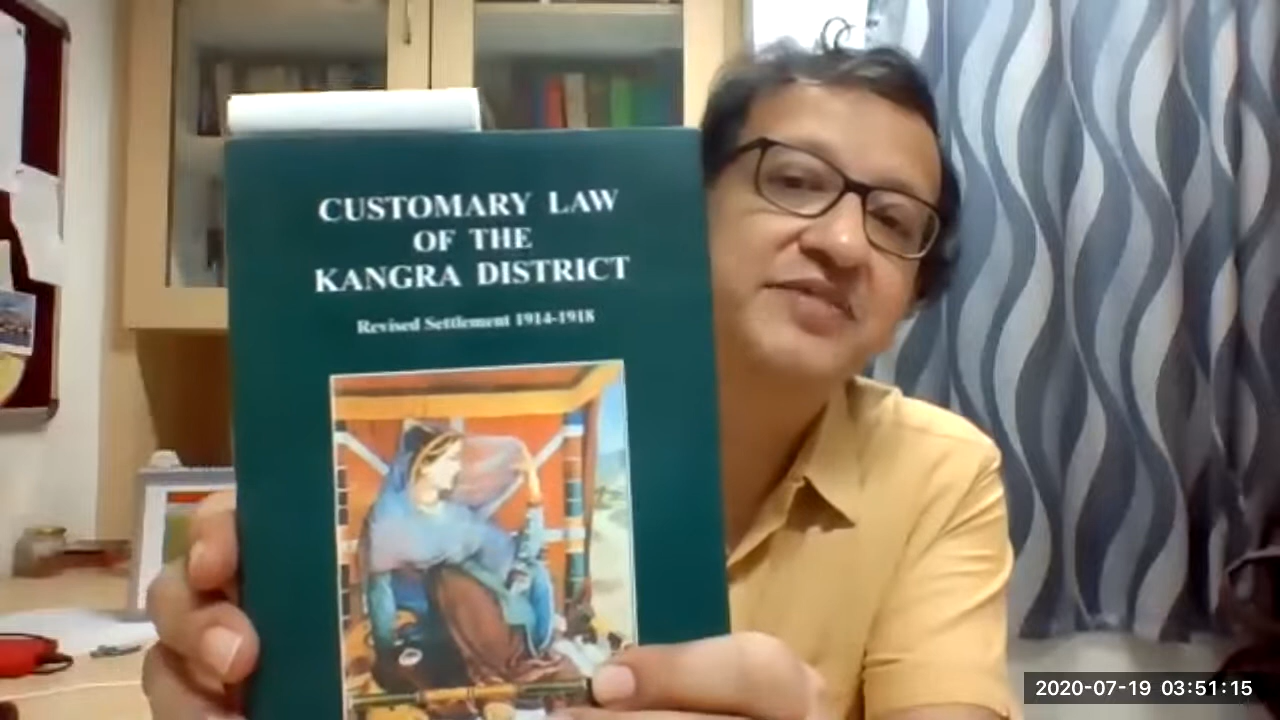 CUSTOMARY LAW
OF THE
KANGRA DISTRICT
Revised Settlement 1914-1918
2020-07-19 03:51:15